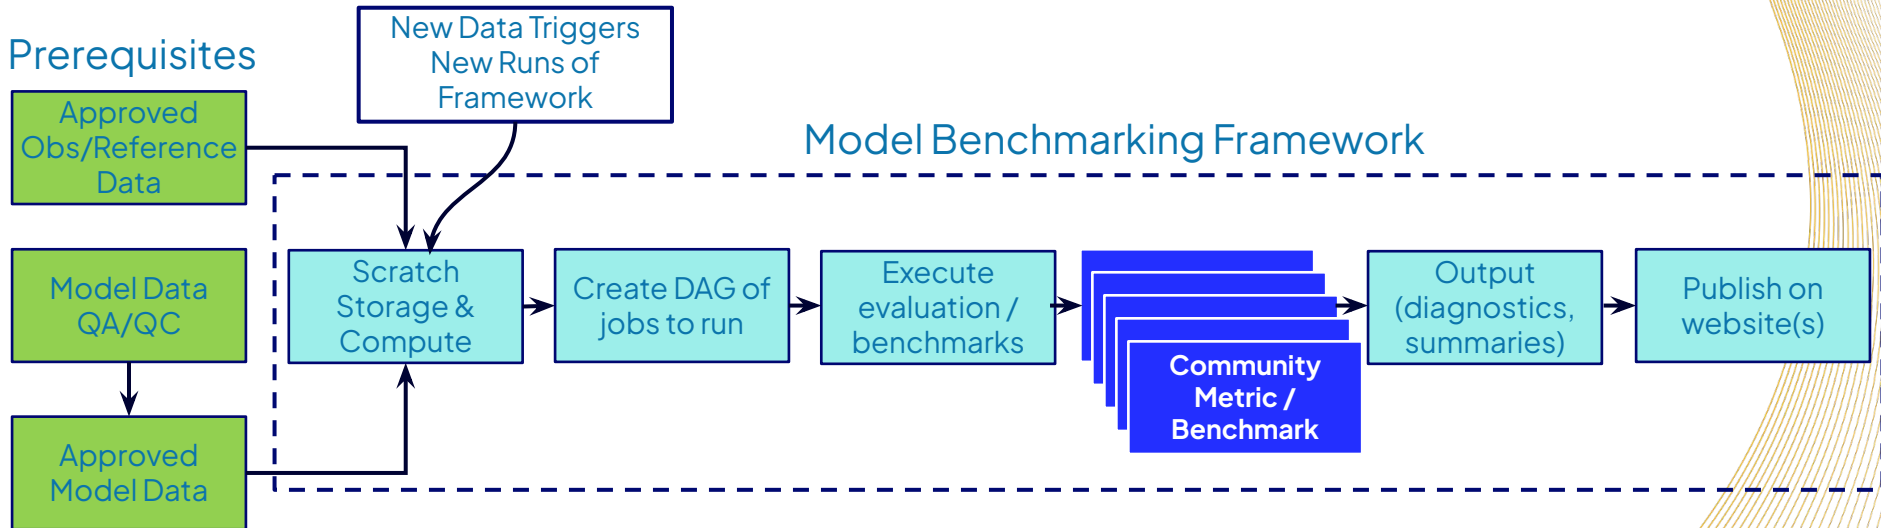 Prerequisites
New Data Triggers
New Runs of
Framework
Approved
Obs/Reference
Data
Model Benchmarking Framework
Model Data
QA/QC
Scratch
Storage &
Compute
Create DAG of
jobs to run
Execute
evaluation /
benchmarks
Community
Metric /
Benchmark
Output
(diagnostics,
summaries)
Publish on
website(s)
Approved
Model Data